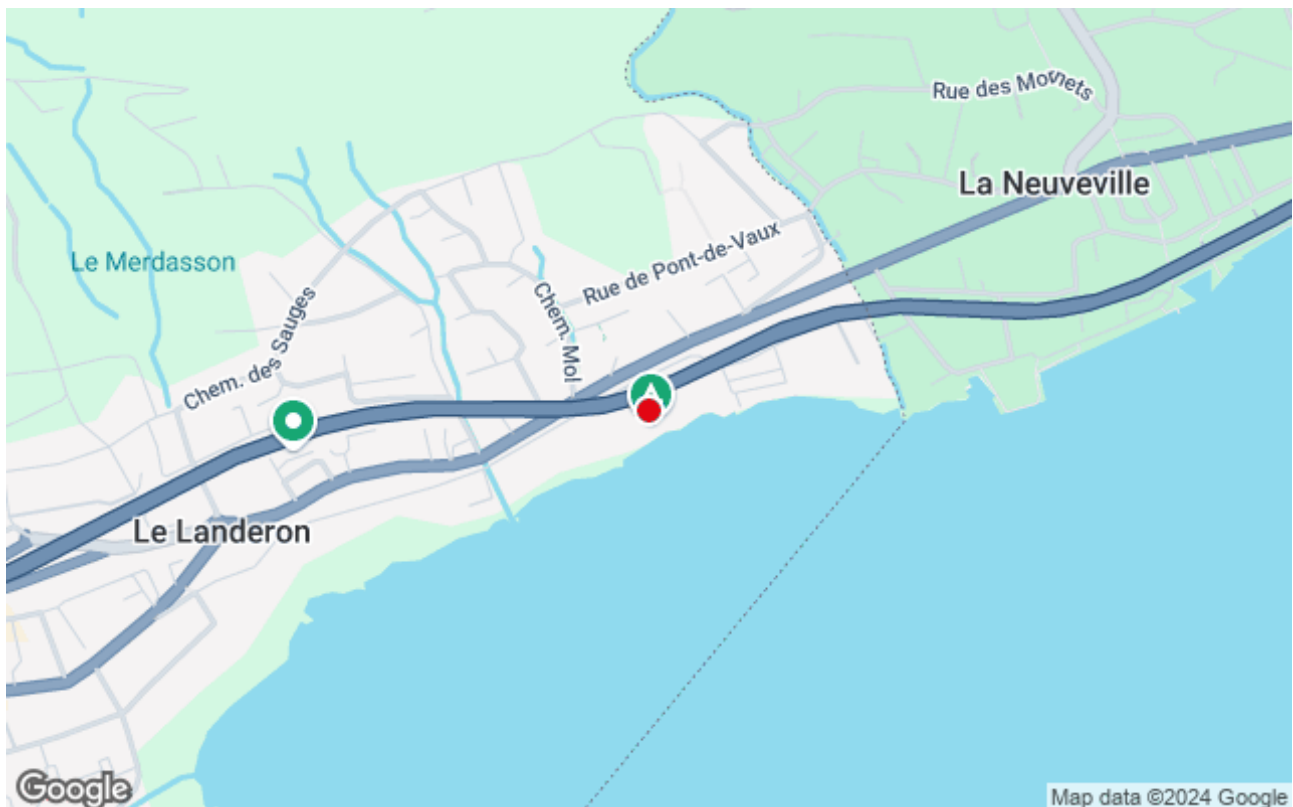 Rue des Mornets
La Neuveville
Rue de Pont-de-Vaux
Le Merdasson
Chem. Mol
Chem. des Sauges
Le Landeron
Google
Map data ©2024 Google